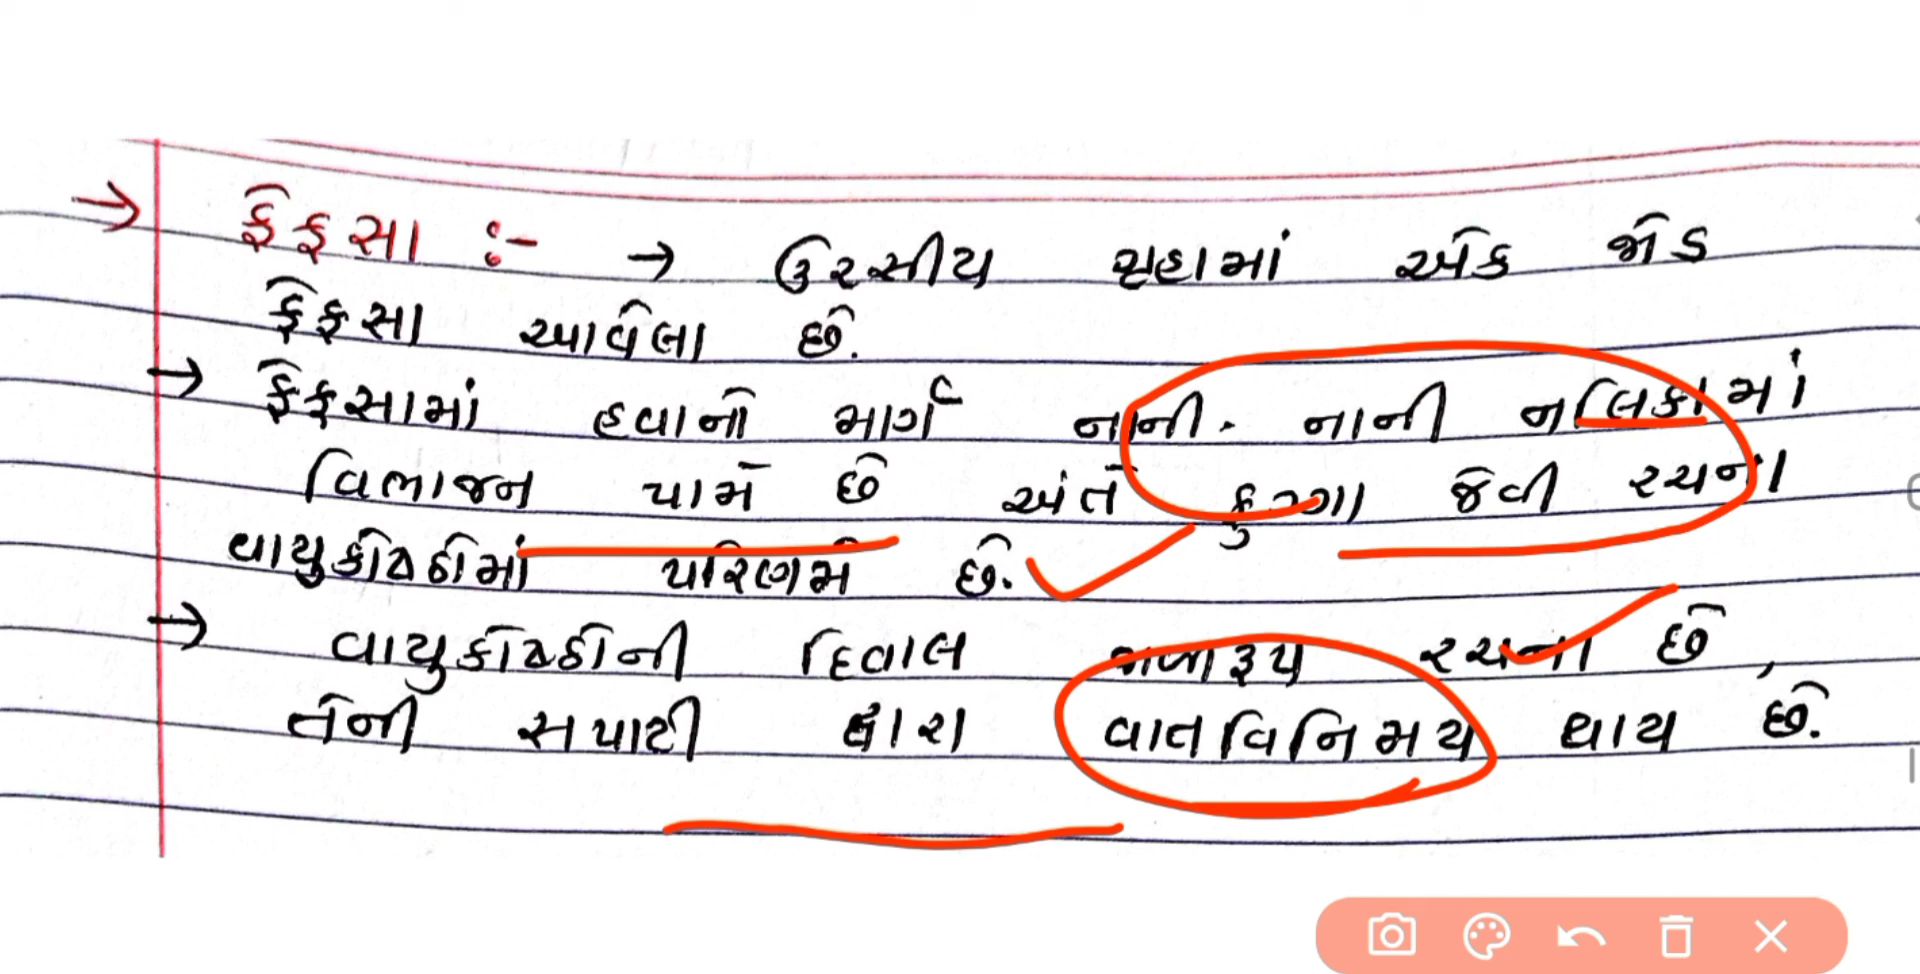 → ફેફસા :- → ઉરસીય ગુહામાં એક જોડ
ફેફસા આવેલા છે.
→ ફેફસામાં હવાનો માર્ગ નાની- નાની નલિકામાં
વિભાજન પામે છે અંતે ફુગ્ગા જેવી રચના
વાયુકોષ્ઠોમાં પરિણમે છે.
→ વાયુકોષ્ઠોની દિવાલ જાળારૂપ રચના છે,
તેની સપાટી દ્વારા વાતવિનિમય થાય છે.